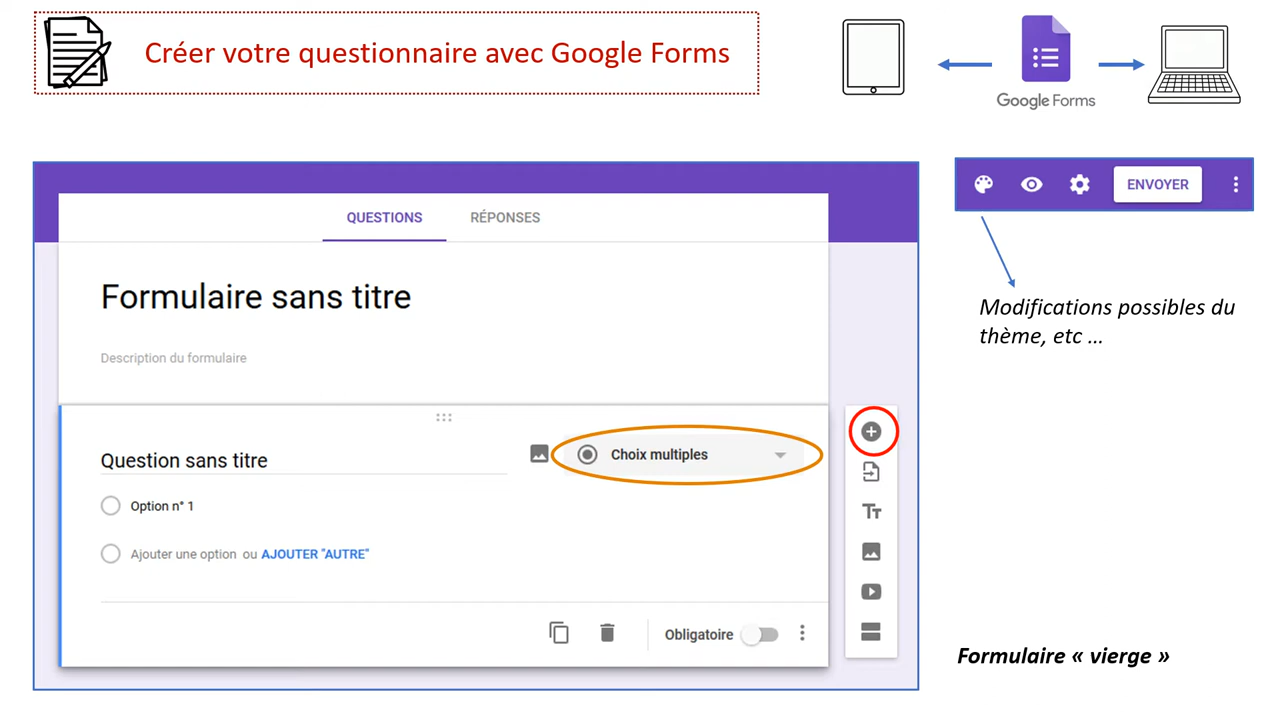 Créer votre questionnaire avec Google Forms
Google Forms
QUESTIONS RÉPONSES
ENVOYER
Formulaire sans titre
Modifications possibles du
thème, etc ...
Description du formulaire
Question sans titre
Choix multiples
Option n° 1
Ajouter une option ou AJOUTER "AUTRE"
Obligatoire
Formulaire « vierge »